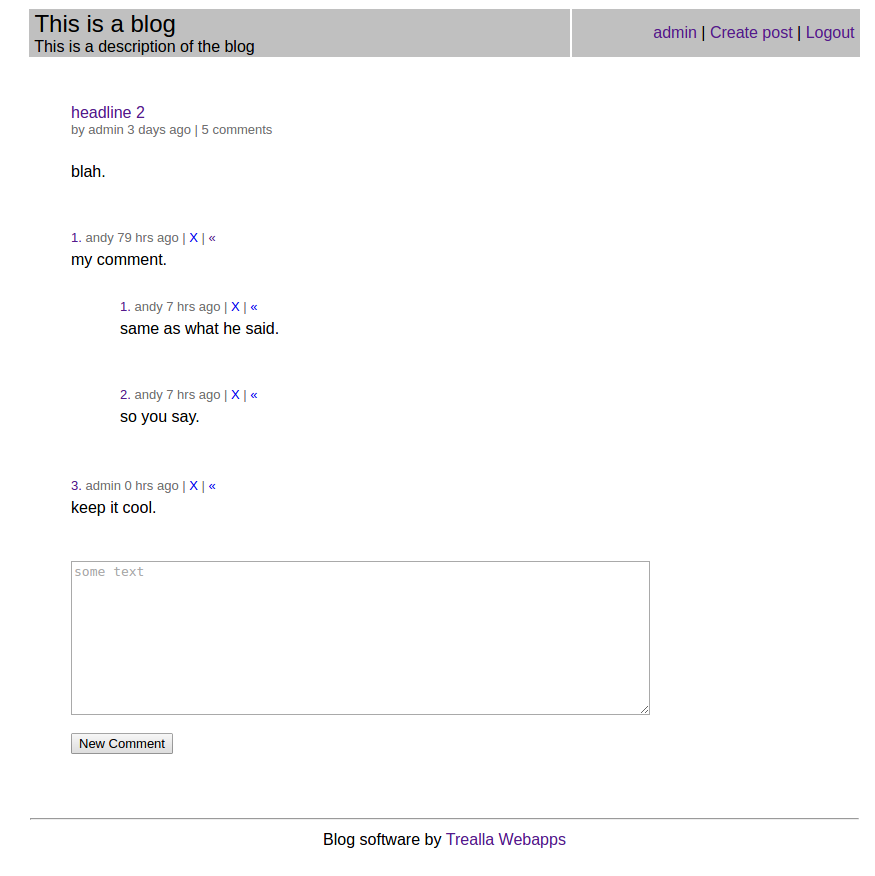 This is a blog
This is a description of the blog
admin | Create post | Logout
headline 2
by admin 3 days ago | 5 comments
blah.
1. andy 79 hrs ago | X | «
my comment.
1. andy 7 hrs ago | X | «
same as what he said.
2. andy 7 hrs ago | X | «
so you say.
3. admin 0 hrs ago | X | «
keep it cool.
some text
New Comment
Blog software by Trealla Webapps